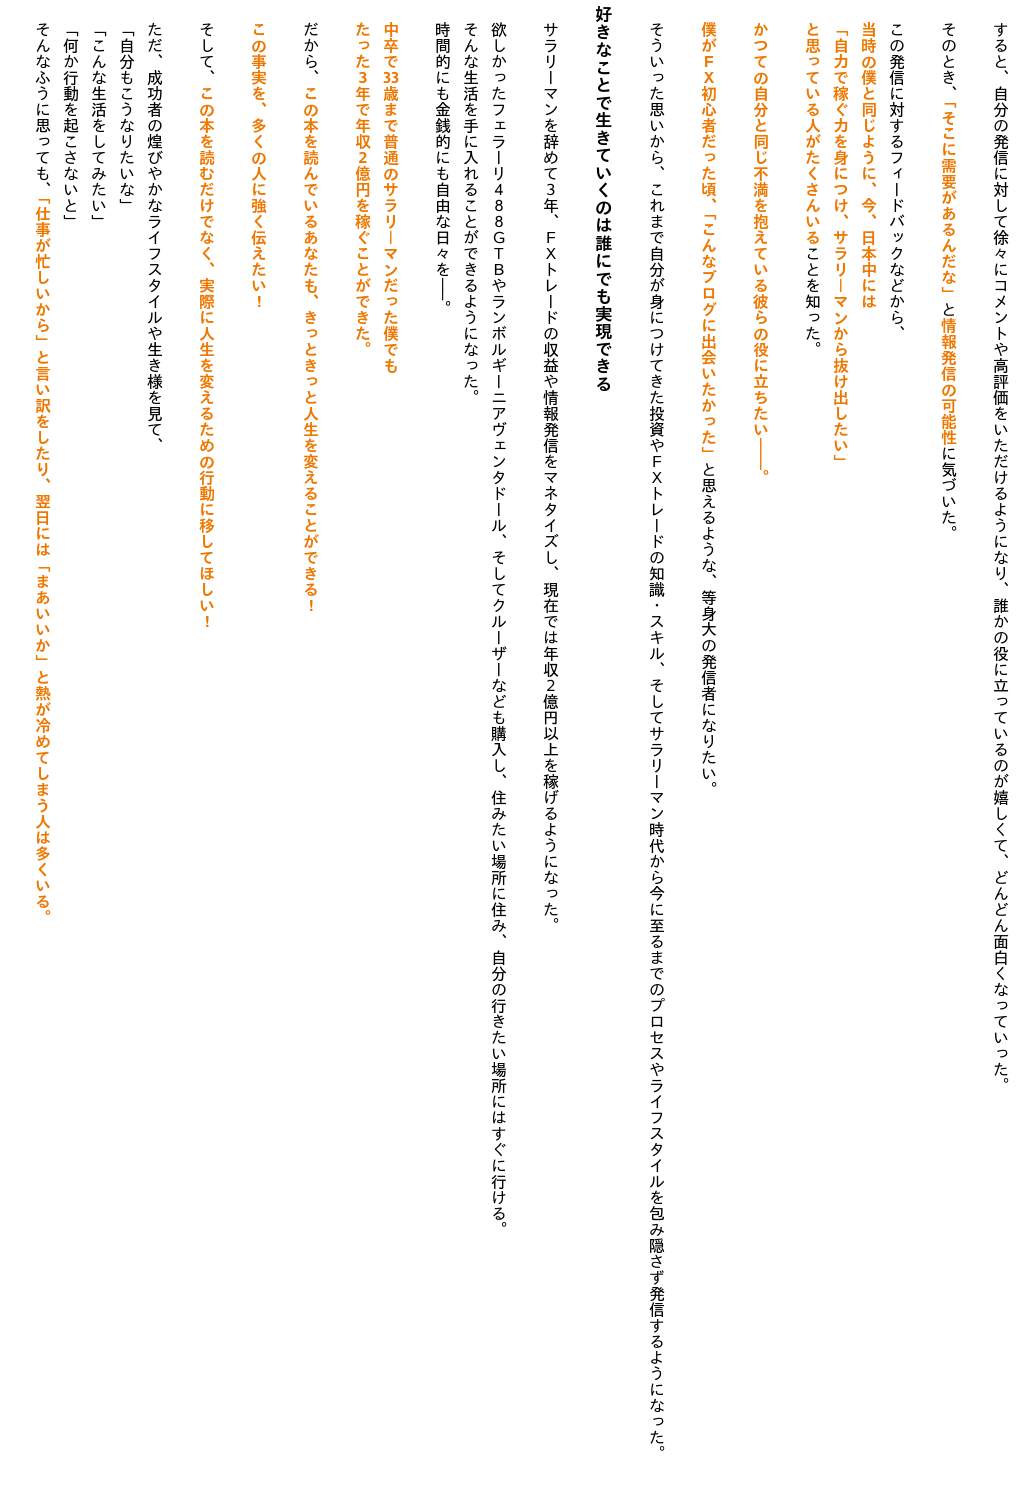 すると、自分の発信に対して徐々にコメントや高評価をいただけるようになり、誰かの役に立っているのが嬉しくて、どんどん面白くなっていった。
そのとき、「そこに需要があるんだな」と情報発信の可能性に気づいた。
この発信に対するフィードバックなどから、
当時の僕と同じように、今、日本中には
「自力で稼ぐ力を身につけ、サラリーマンから抜け出したい」
と思っている人がたくさんいることを知った。
かつての自分と同じ不満を抱えている彼らの役に立ちたい――。
僕がＦＸ初心者だった頃、「こんなブログに出会いたかった」と思えるような、等身大の発信者になりたい。
そういった思いから、これまで自分が身につけてきた投資やＦＸトレードの知識・スキル、そしてサラリーマン時代から今に至るまでのプロセスやライフスタイルを包み隠さず発信するようになった。
好きなことで生きていくのは誰にでも実現できる
サラリーマンを辞めて３年、ＦＸトレードの収益や情報発信をマネタイズし、現在では年収２億円以上を稼げるようになった。
欲しかったフェラーリ４８８ＧＴＢやランボルギーニアヴェンタドール、そしてクルーザーなども購入し、住みたい場所に住み、自分の行きたい場所にはすぐに行ける。
そんな生活を手に入れることができるようになった。
時間的にも金銭的にも自由な日々を――。
中卒で33歳まで普通のサラリーマンだった僕でも
たった３年で年収２億円を稼ぐことができた。
だから、この本を読んでいるあなたも、きっときっと人生を変えることができる！
この事実を、多くの人に強く伝えたい！
そして、この本を読むだけでなく、実際に人生を変えるための行動に移してほしい！
ただ、成功者の煌びやかなライフスタイルや生き様を見て、
「自分もこうなりたいな」
「こんな生活をしてみたい」
「何か行動を起こさないと」
そんなふうに思っても、「仕事が忙しいから」と言い訳をしたり、翌日には「まあいいか」と熱が冷めてしまう人は多くいる。